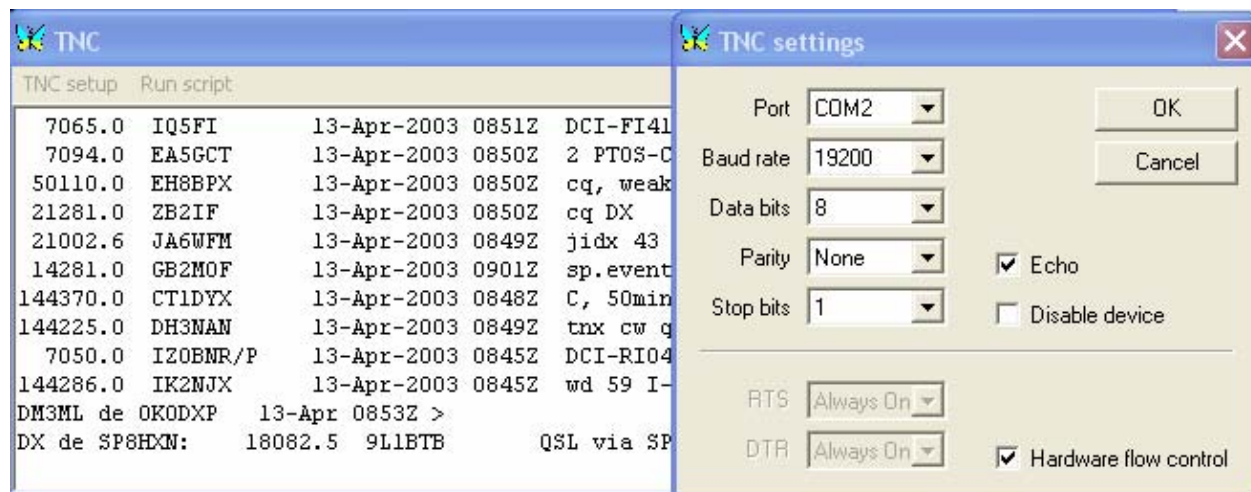 TNC
TNC setup Run script
7065.0 IQ5FI 13-Apr-2003 0851Z DCI-FI41
7094.0 EA5GCT 13-Apr-2003 0850Z 2 PTOS-C
50110.0 EH8BPX 13-Apr-2003 0850Z cq, weak
21281.0 ZB2IF 13-Apr-2003 0850Z cq DX
21002.6 JA6WFM 13-Apr-2003 0849Z jidx 43
14281.0 GB2MOF 13-Apr-2003 0901Z sp.event
144370.0 CT1DYX 13-Apr-2003 0848Z C, 50min
144225.0 DH3NAN 13-Apr-2003 0849Z tnx cw q
7050.0 IZ0BNR/P 13-Apr-2003 0845Z DCI-RI04
144286.0 IK2NJX 13-Apr-2003 0845Z wd 59 I-
DM3ML de OK0DXP 13-Apr 0853Z >
DX de SP8HXN: 18082.5 9L1BTB QSL via SP
TNC settings
Port COM2
OK
Baud rate 19200
Cancel
Data bits 8
Parity None
Echo
Stop bits 1
Disable device
RTS Always On
DTR Always On
Hardware flow control